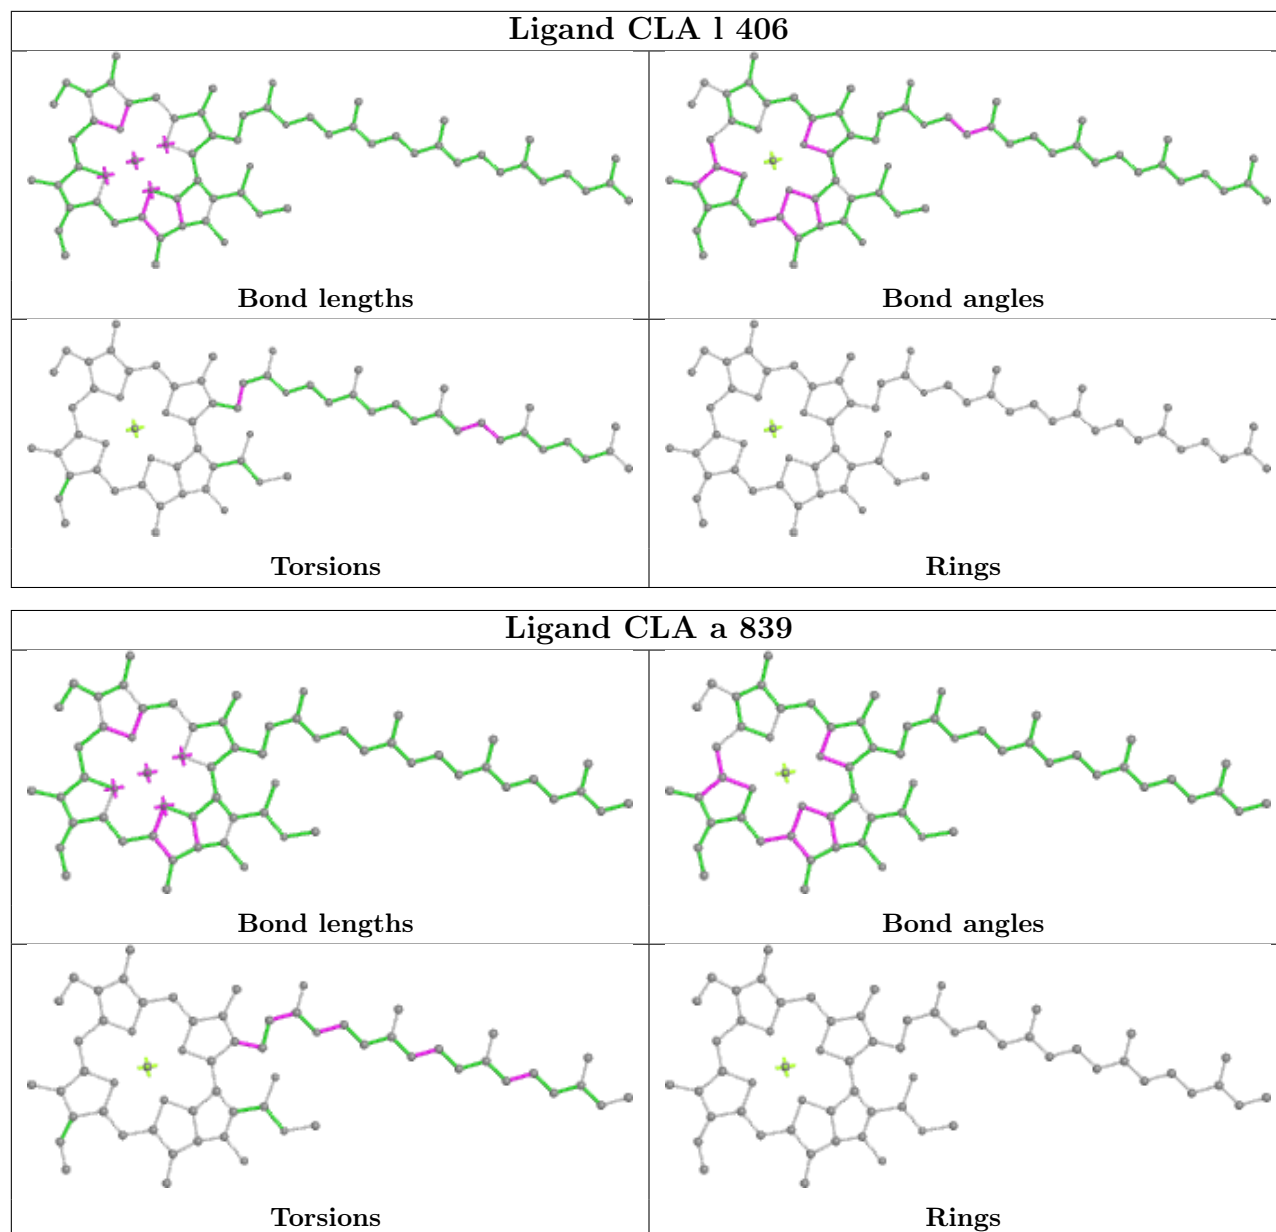 Ligand CLA l 406
Bond lengths
Bond angles
Torsions
Rings
Ligand CLA a 839
Bond lengths
Bond angles
Torsions
Rings